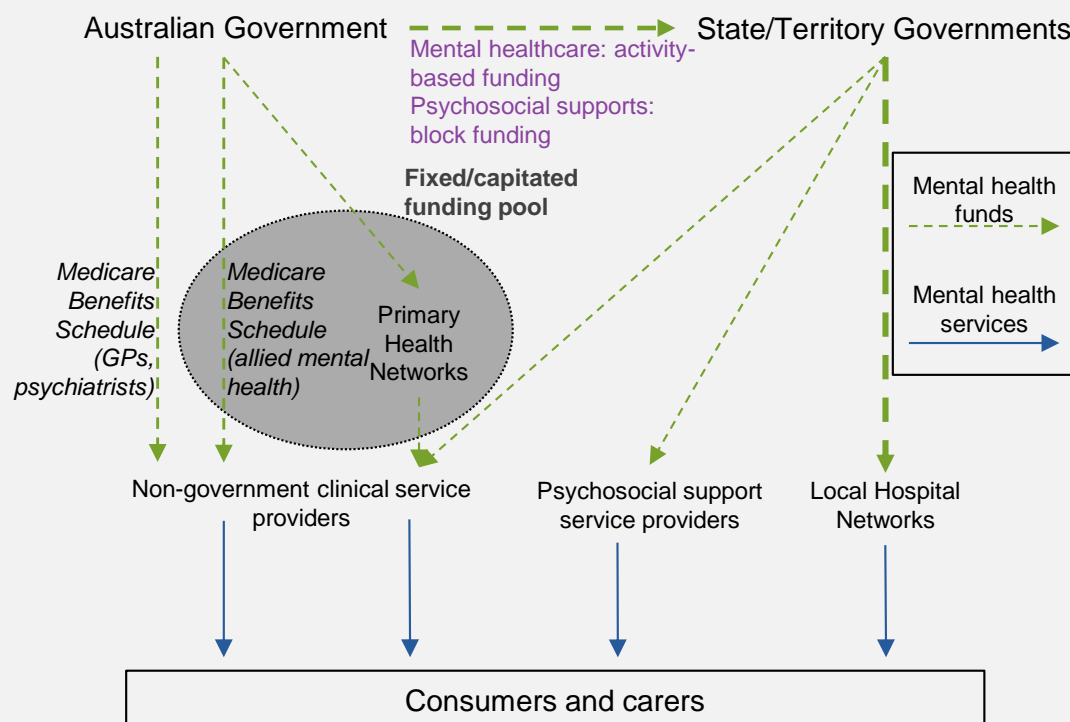 Australian Government
State/Territory Governments
Mental healthcare: activity-
based funding
Psychosocial supports:
block funding
Fixed/capitated
funding pool
Mental health
funds
Mental health
services
Medicare
Benefits
Schedule
(GPs,
psychiatrists)
Medicare
Benefits
Schedule
(allied mental
health)
Primary
Health
Networks
Non-government clinical service
providers
Psychosocial support
service providers
Local Hospital
Networks
Consumers and carers